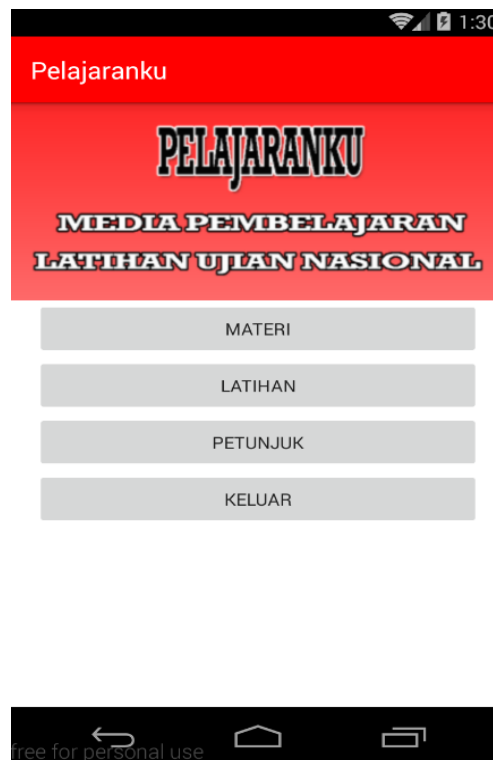 1:30
Pelajaranku
PELAJARANKU
MEDIA PEMBELAJARAN
LATIHAN UJIAN NASIONAL
MATERI
LATIHAN
PETUNJUK
KELUAR
free for personal use